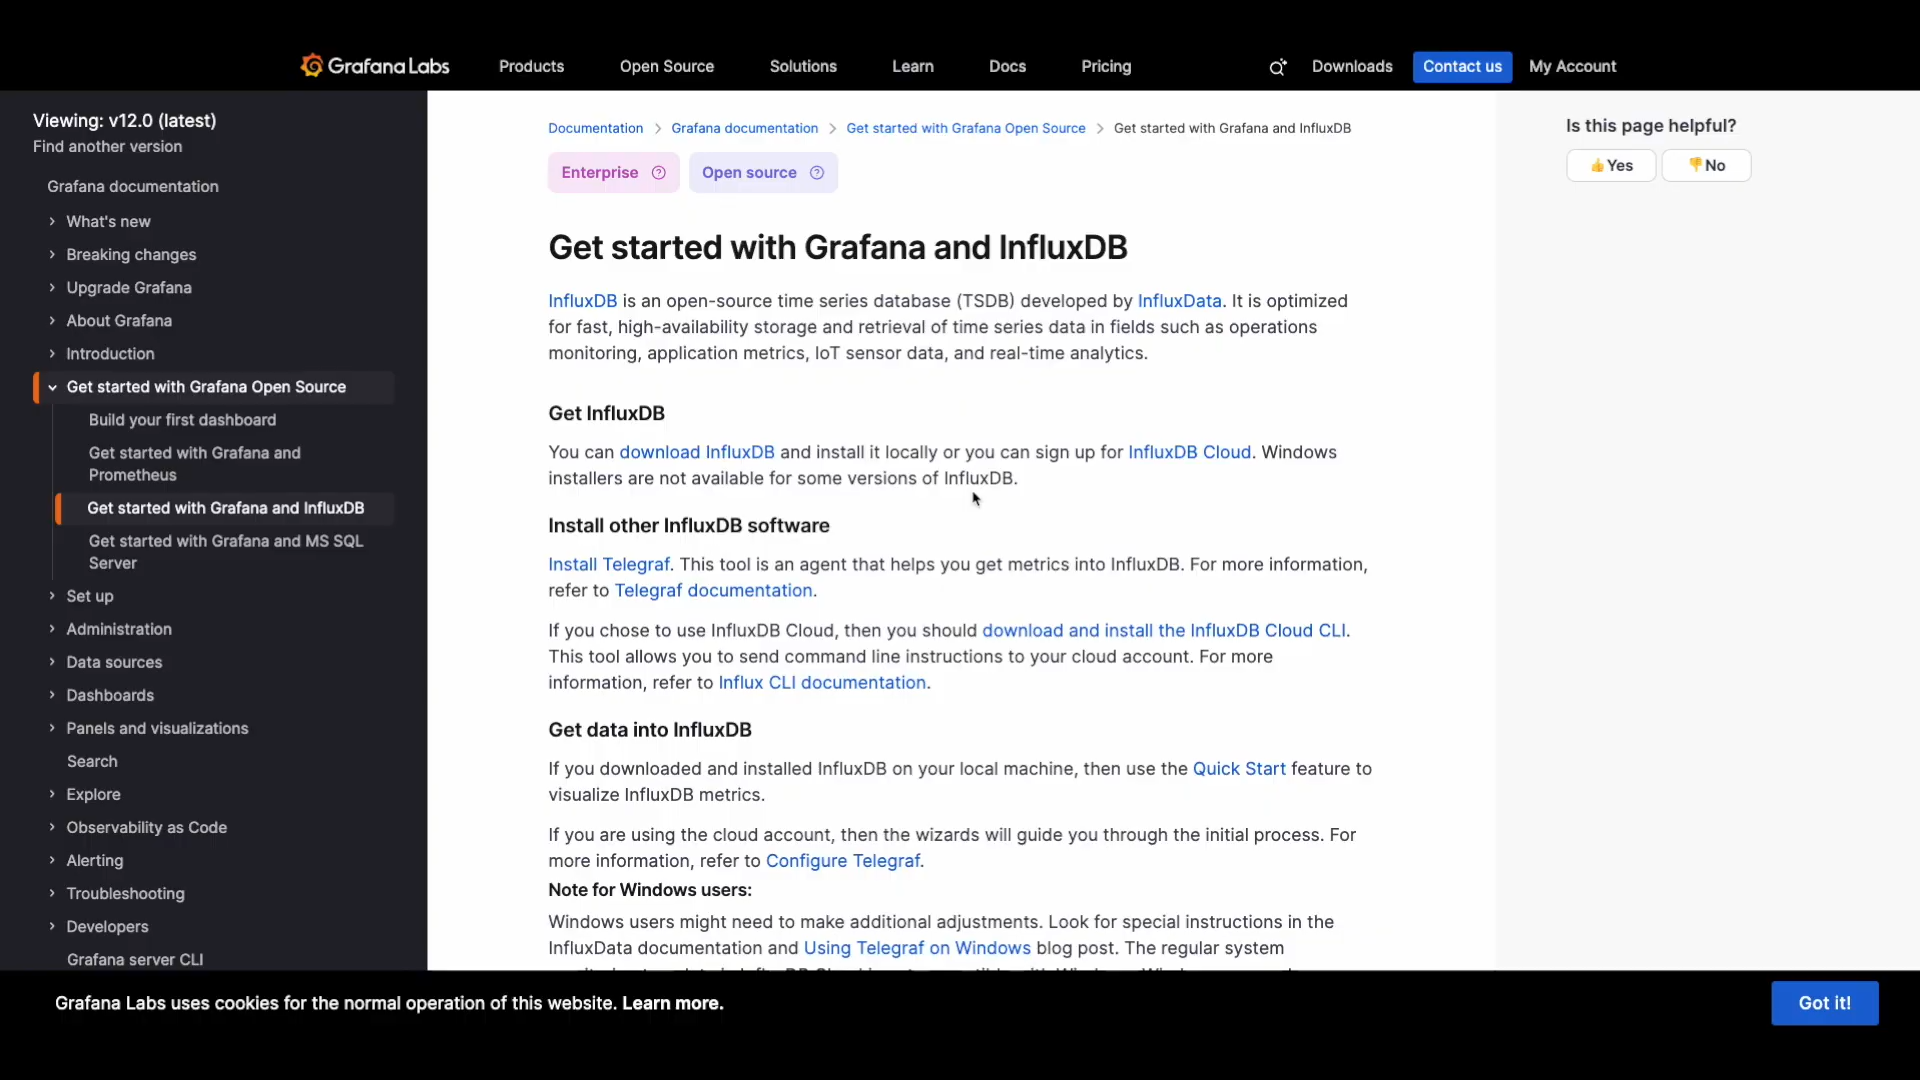 Grafana Labs
Products
Open Source
Solutions
Learn
Docs
Pricing
Downloads
Contact us
My Account
Viewing: v12.0 (latest)
Find another version
Grafana documentation
What's new
Breaking changes
Upgrade Grafana
About Grafana
Introduction
Get started with Grafana Open Source
Build your first dashboard
Get started with Grafana and
Prometheus
Get started with Grafana and InfluxDB
Get started with Grafana and MS SQL
Server
Set up
Administration
Data sources
Dashboards
Panels and visualizations
Search
Explore
Observability as Code
Alerting
Troubleshooting
Developers
Grafana server CLI
Documentation > Grafana documentation > Get started with Grafana Open Source > Get started with Grafana and InfluxDB
Enterprise
Open source
Get started with Grafana and InfluxDB
InfluxDB is an open-source time series database (TSDB) developed by InfluxData. It is optimized
for fast, high-availability storage and retrieval of time series data in fields such as operations
monitoring, application metrics, IoT sensor data, and real-time analytics.
Get InfluxDB
You can download InfluxDB and install it locally or you can sign up for InfluxDB Cloud. Windows
installers are not available for some versions of InfluxDB.
Install other InfluxDB software
Install Telegraf. This tool is an agent that helps you get metrics into InfluxDB. For more information,
refer to Telegraf documentation.
If you chose to use InfluxDB Cloud, then you should download and install the InfluxDB Cloud CLI.
This tool allows you to send command line instructions to your cloud account. For more
information, refer to Influx CLI documentation.
Get data into InfluxDB
If you downloaded and installed InfluxDB on your local machine, then use the Quick Start feature to
visualize InfluxDB metrics.
If you are using the cloud account, then the wizards will guide you through the initial process. For
more information, refer to Configure Telegraf.
Note for Windows users:
Windows users might need to make additional adjustments. Look for special instructions in the
InfluxData documentation and Using Telegraf on Windows blog post. The regular system
Is this page helpful?
Yes
No
Grafana Labs uses cookies for the normal operation of this website. Learn more.
Got it!